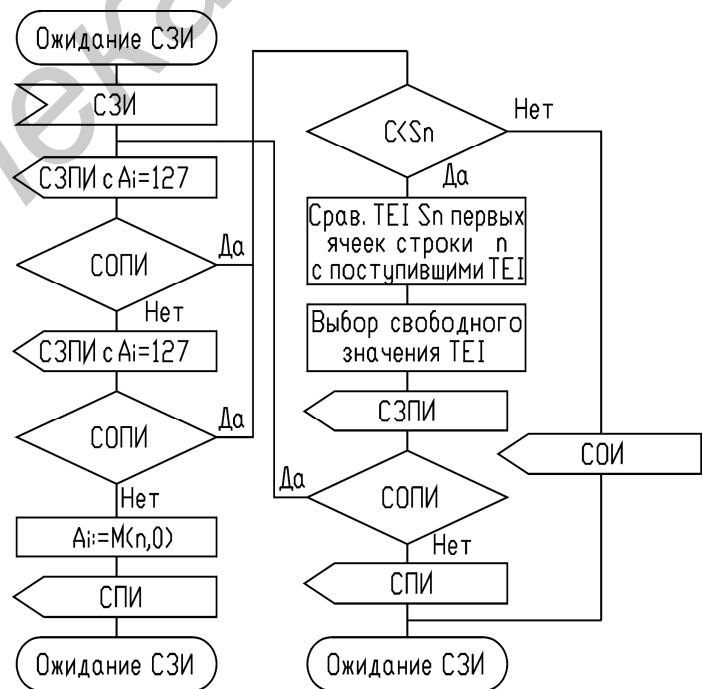 Ожидание СЗИ
СЗИ
СЗПИ с Ai=127
СОПИ
Да
Нет
СЗПИ с Ai=127
СОПИ
Да
Нет
Ai:=M(n,0)
СПИ
Ожидание СЗИ
C<Sn
Нет
Да
Срав. TEI Sn первых
ячеек строки n
с поступившими TEI
Выбор свободного
значения TEI
СЗПИ
СОИ
СОПИ
Да
Нет
СПИ
Ожидание СЗИ